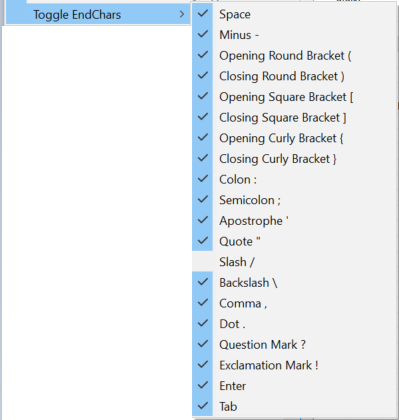 Toggle EndChars
Space
Minus -
Opening Round Bracket (
Closing Round Bracket )
Opening Square Bracket [
Closing Square Bracket ]
Opening Curly Bracket {
Closing Curly Bracket }
Colon :
Semicolon ;
Apostrophe '
Quote "
Slash /
Backslash \
Comma ,
Dot .
Question Mark ?
Exclamation Mark !
Enter
Tab